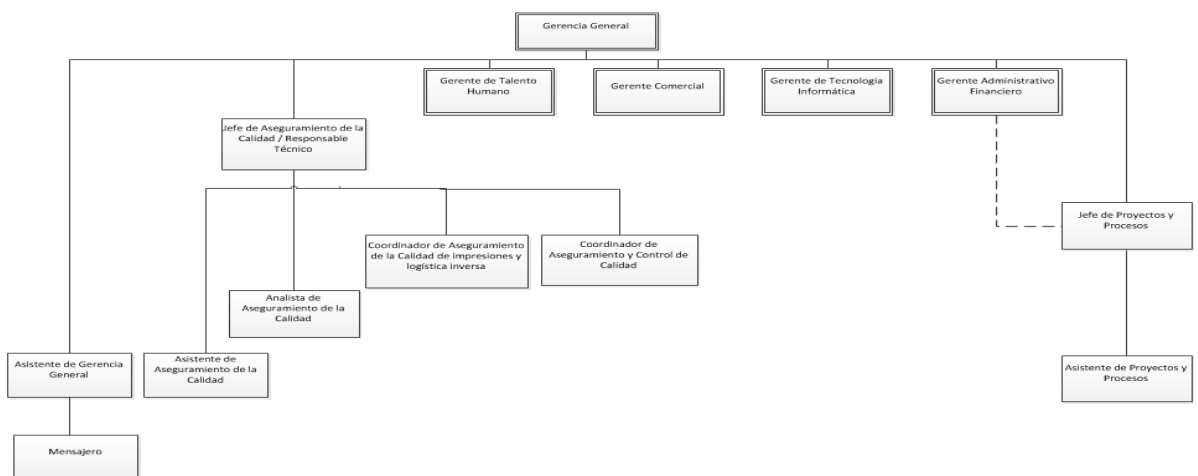 Gerencia General
Gerente de Talento
Humano
Gerente Comercial
Gerente de Tecnología
Informática
Gerente Administrativo
Financiero
Jefe de Aseguramiento de la
Calidad / Responsable
Técnico
Jefe de Proyectos y
Procesos
Coordinador de Aseguramiento
de la Calidad de impresiones y
logística inversa
Coordinador de
Aseguramiento y Control de
Calidad
Analista de
Aseguramiento de la
Calidad
Asistente de Gerencia
General
Asistente de
Aseguramiento de la
Calidad
Asistente de Proyectos y
Procesos
Mensajero